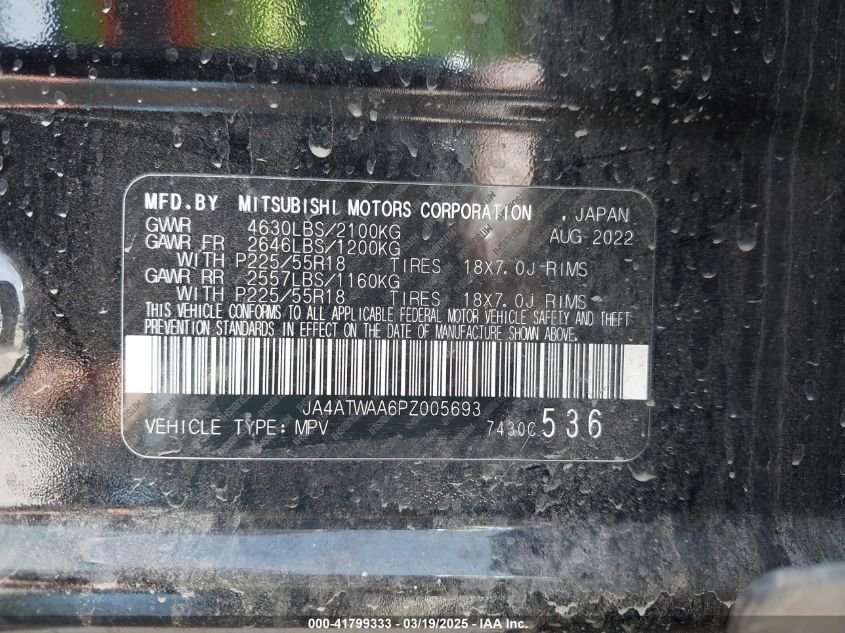 MFD.BY MITSUBISHI MOTORS CORPORATION , JAPAN
GVWR 4630LBS/2100KG AUG 2022
GAWR FR 2646LBS/1200KG
WITH P225/55R18 TIRES 18X7.0J RIMS
GAWR RR 2557LBS/1160KG
WITH P225/55R18 TIRES 18X7.0J RIMS
THIS VEHICLE CONFORMS TO ALL APPLICABLE FEDERAL MOTOR VEHICLE SAFETY AND THEFT
PREVENTION STANDARDS IN EFFECT ON THE DATE OF MANUFACTURE SHOWN ABOVE.
JA4ATWAA6PZ005693
VEHICLE TYPE: MPV 7430C 536
000-41799333 - 03/19/2025 - IAA Inc.